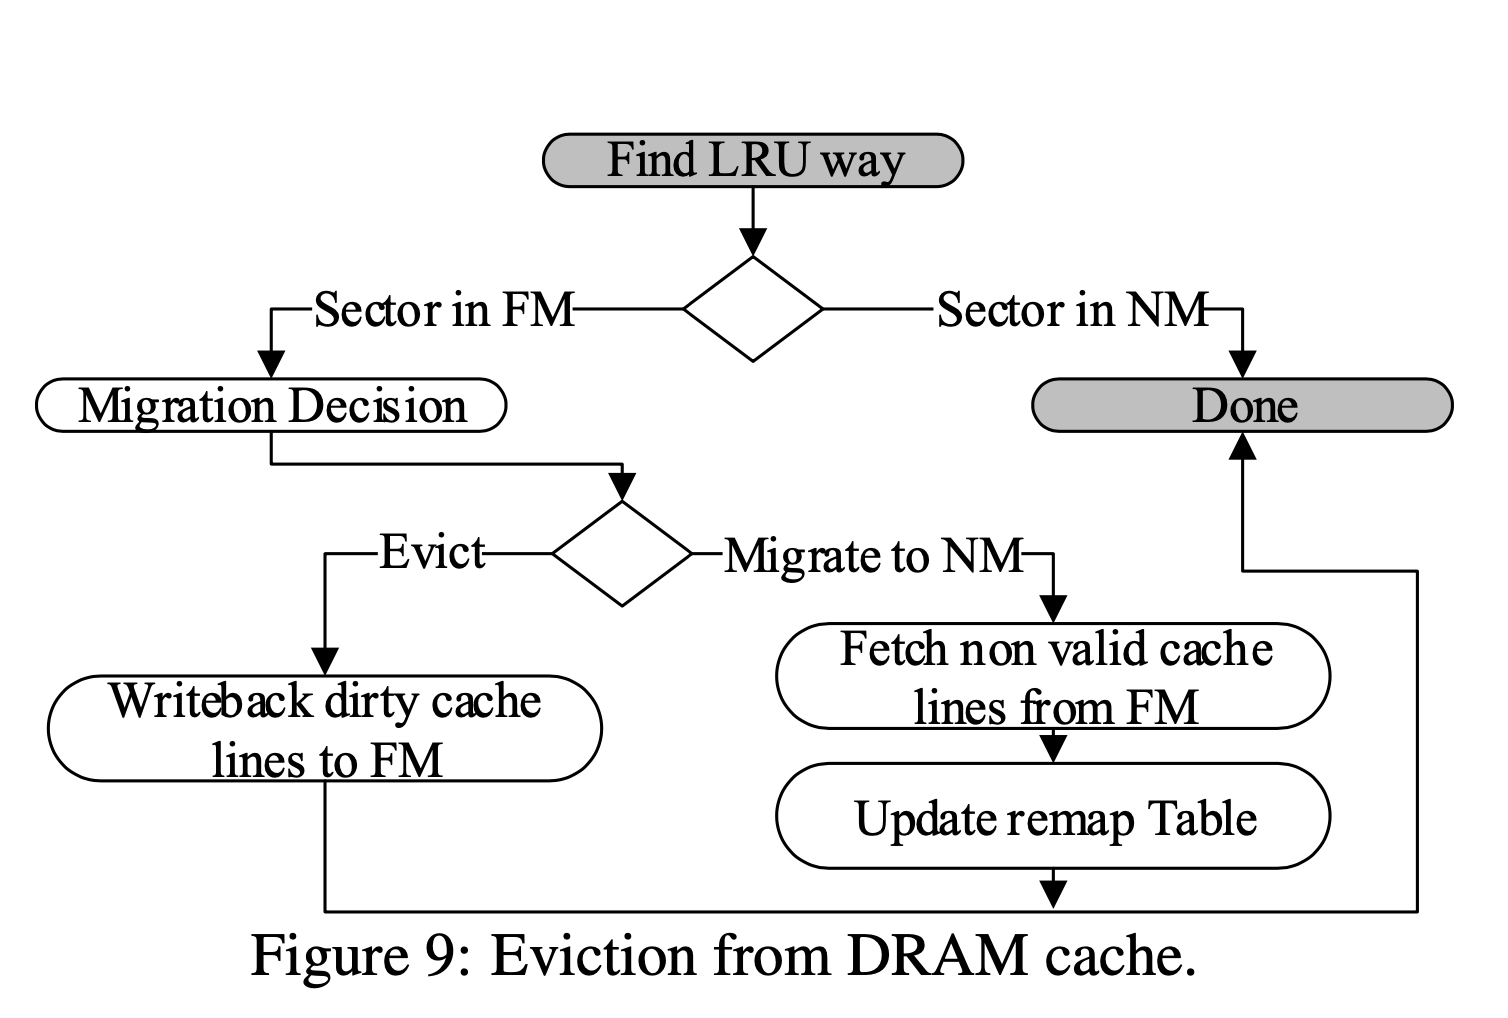 Find LRU way
Sector in FM
Sector in NM
Migration Decision
Done
Evict
Migrate to NM
Fetch non valid cache
lines from FM
Writeback dirty cache
lines to FM
Update remap Table
Figure 9: Eviction from DRAM cache.